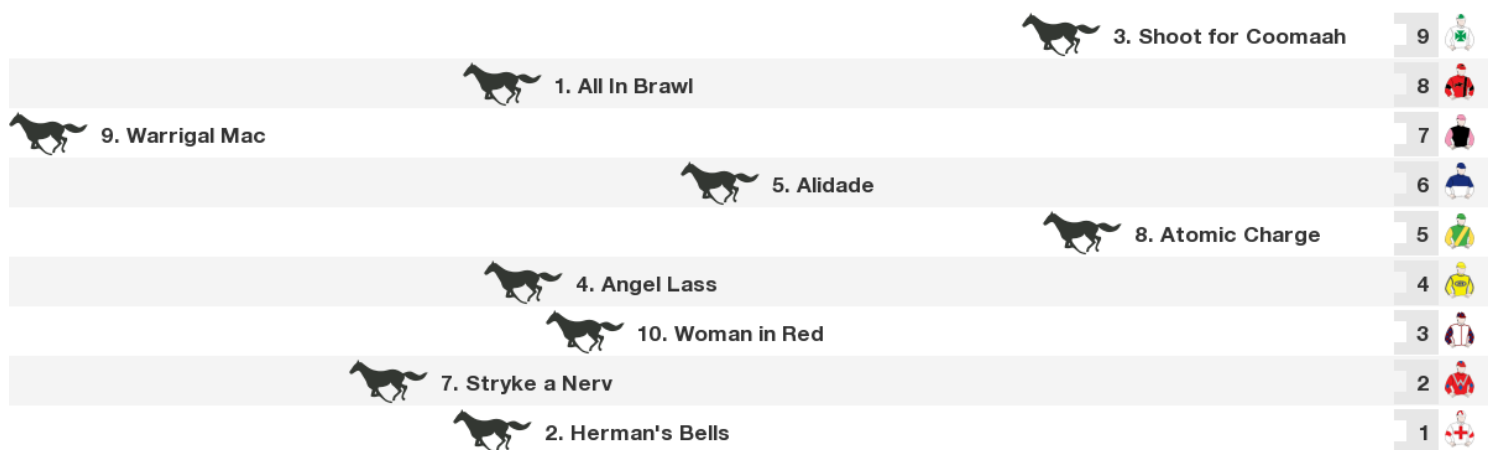 3. Shoot for Coomaah 9
1. All In Brawl 8
9. Warrigal Mac 7
5. Alidade 6
8. Atomic Charge 5
4. Angel Lass 4
10. Woman in Red 3
7. Stryke a Nerv 2
2. Herman's Bells 1